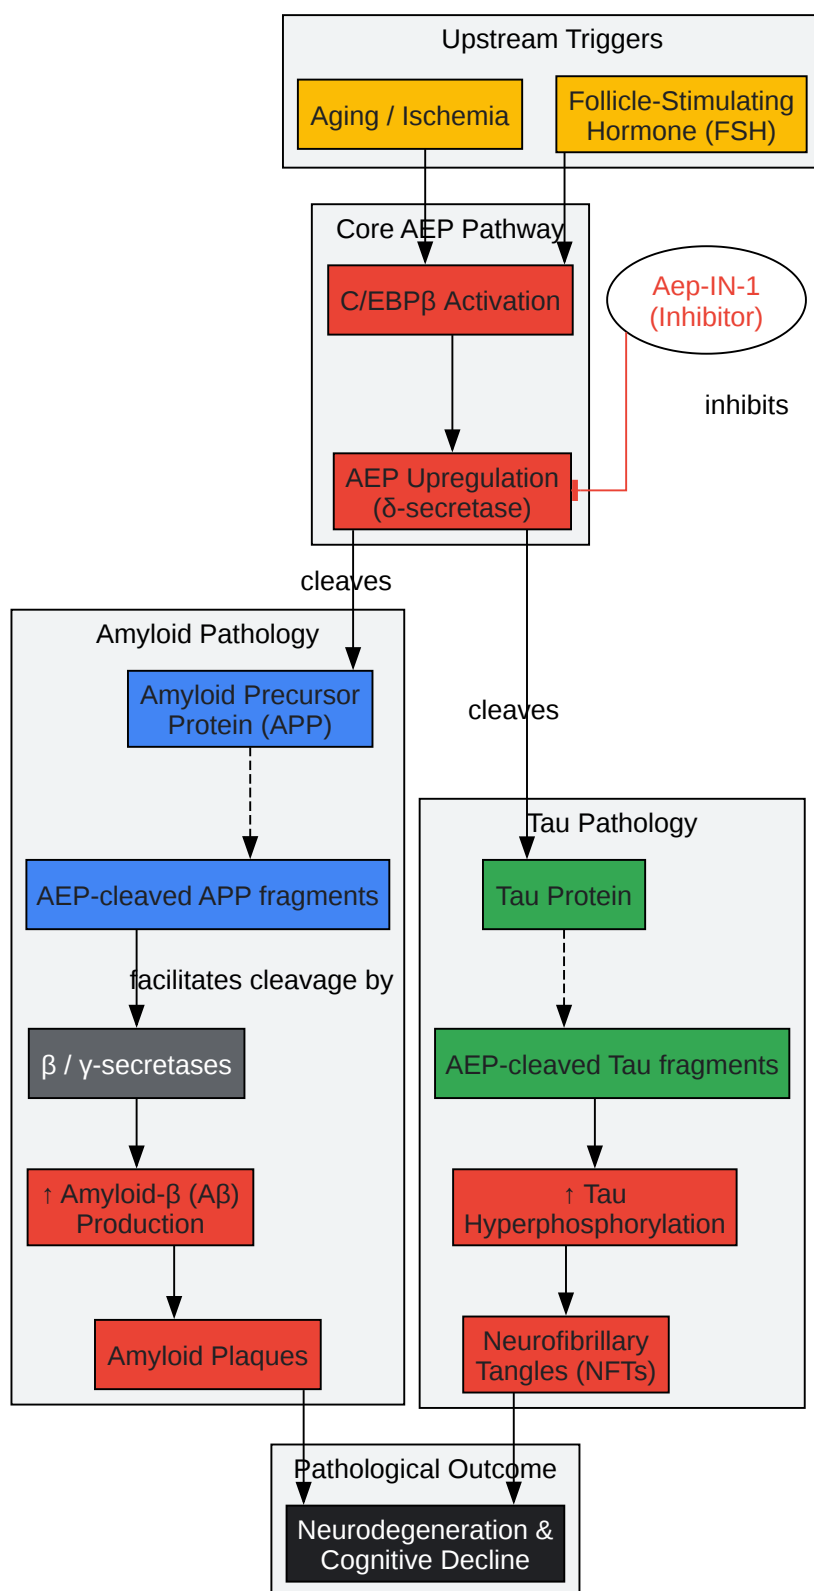 Upstream Triggers
Aging / Ischemia
Follicle-Stimulating
Hormone (FSH)
Core AEP Pathway
C/EBPβ Activation
Aep-IN-1
(Inhibitor)
inhibits
AEP Upregulation
(δ-secretase)
cleaves
Amyloid Pathology
Amyloid Precursor
Protein (APP)
cleaves
Tau Pathology
AEP-cleaved APP fragments
Tau Protein
facilitates cleavage by
β / γ-secretases
AEP-cleaved Tau fragments
↑ Amyloid-β (Aβ)
Production
↑ Tau
Hyperphosphorylation
Amyloid Plaques
Neurofibrillary
Tangles (NFTs)
Pathological Outcome
Neurodegeneration &
Cognitive Decline